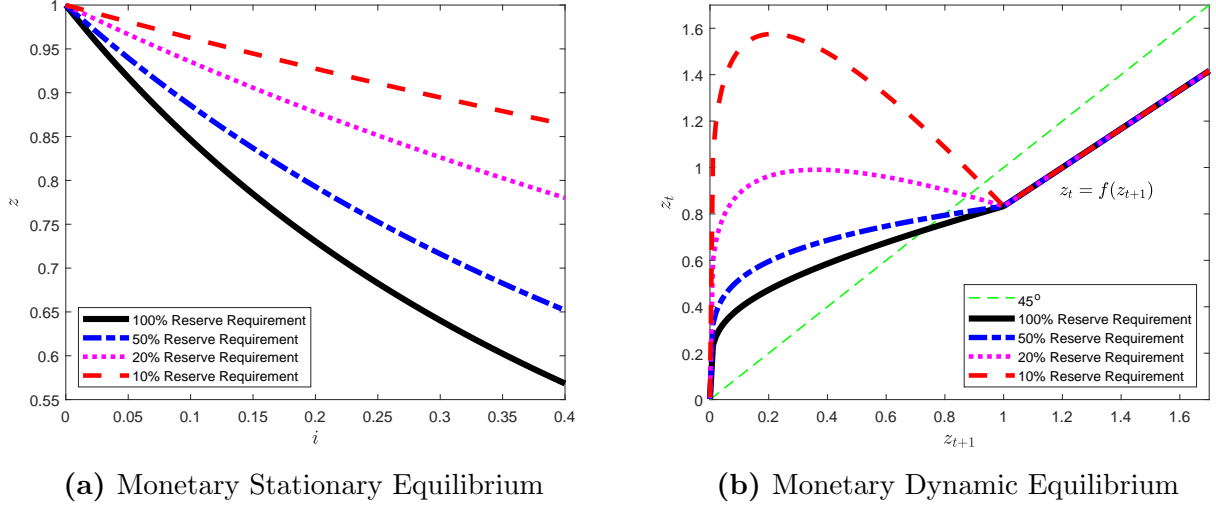 1
0.95
0.9
0.85
0.8
0.75
0.7
0.65
0.6
0.55
z
100% Reserve Requirement
50% Reserve Requirement
20% Reserve Requirement
10% Reserve Requirement
0 0.05 0.1 0.15 0.2 0.25 0.3 0.35 0.4
i
(a) Monetary Stationary Equilibrium
1.6
1.4
1.2
1
0.8
0.6
0.4
0.2
0
z_t
z_t = f(z_{t+1})
45°
100% Reserve Requirement
50% Reserve Requirement
20% Reserve Requirement
10% Reserve Requirement
0 0.2 0.4 0.6 0.8 1 1.2 1.4 1.6
z_{t+1}
(b) Monetary Dynamic Equilibrium